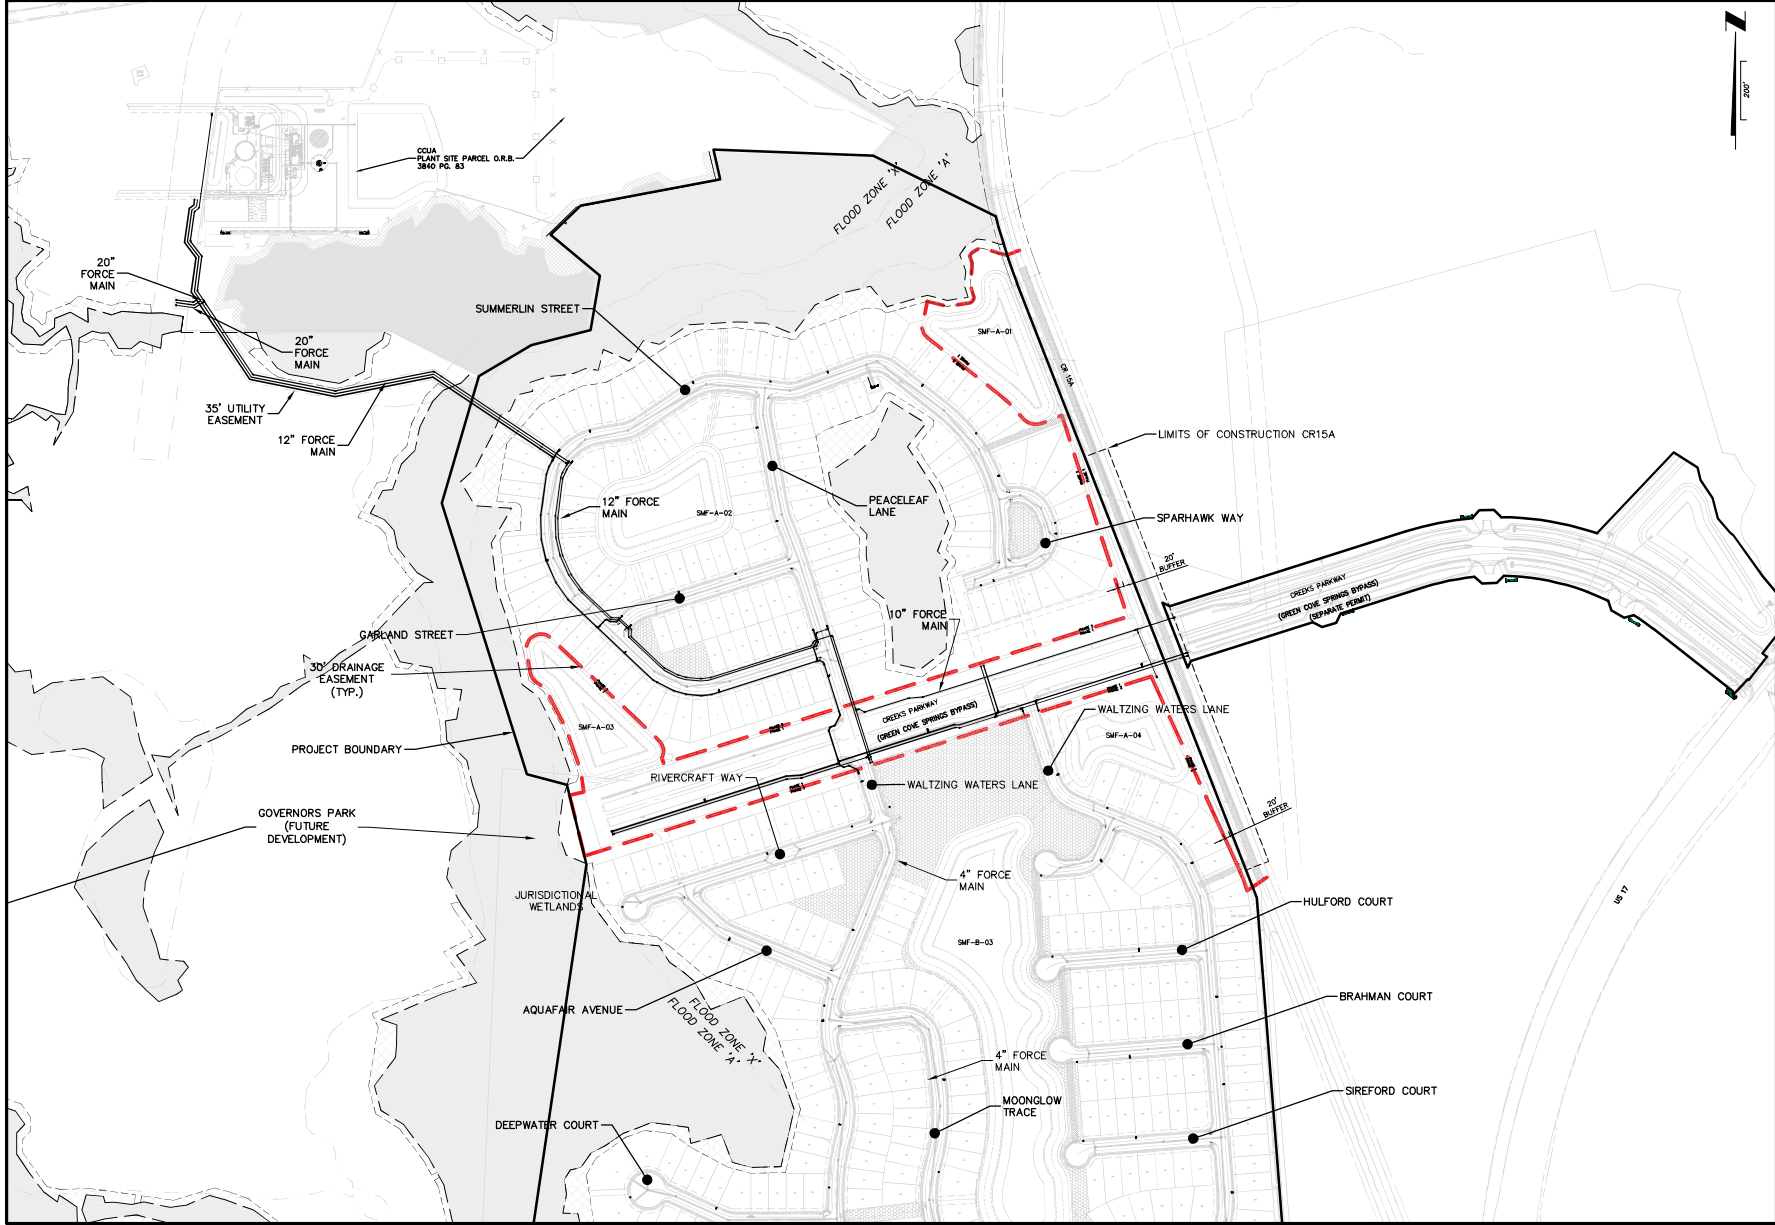 200'
CCUA
PLANT SITE PARCEL O.R.B.
3840 PG. 83
FLOOD ZONE 'X'
FLOOD ZONE 'A'
20"
FORCE
MAIN
SUMMERLIN STREET
SMF-A-01
20"
FORCE
MAIN
CR 15A
35' UTILITY
EASEMENT
12" FORCE
MAIN
LIMITS OF CONSTRUCTION CR15A
12" FORCE
MAIN
SMF-A-02
PEACELEAF
LANE
SPARHAWK WAY
20'
BUFFER
CREEKS PARKWAY
(GREEN COVE SPRINGS BYPASS)
(SEPARATE PERMIT)
10" FORCE
MAIN
GARLAND STREET
30' DRAINAGE
EASEMENT
(TYP.)
CREEKS PARKWAY
(GREEN COVE SPRINGS BYPASS)
WALTZING WATERS LANE
SMF-A-03
SMF-A-04
PROJECT BOUNDARY
RIVERCRAFT WAY
WALTZING WATERS LANE
20'
BUFFER
GOVERNORS PARK
(FUTURE
DEVELOPMENT)
4" FORCE
MAIN
JURISDICTIONAL
WETLANDS
US 17
HULFORD COURT
SMF-B-03
BRAHMAN COURT
AQUAFAIR AVENUE
FLOOD ZONE 'X'
FLOOD ZONE 'A'
4" FORCE
MAIN
SIREFORD COURT
MOONGLOW
TRACE
DEEPWATER COURT